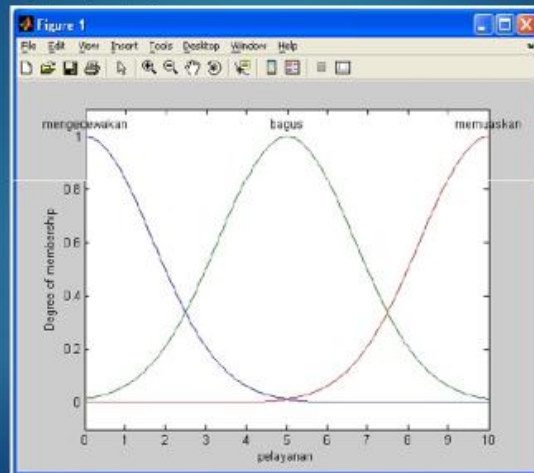 Figure 1
File Edit View Insert Tools Desktop Window Help
mengecewakan bagus memuaskan
1
0.8
0.6
0.4
0.2
0
Degree of membership
0 1 2 3 4 5 6 7 8 9 10
pelayanan